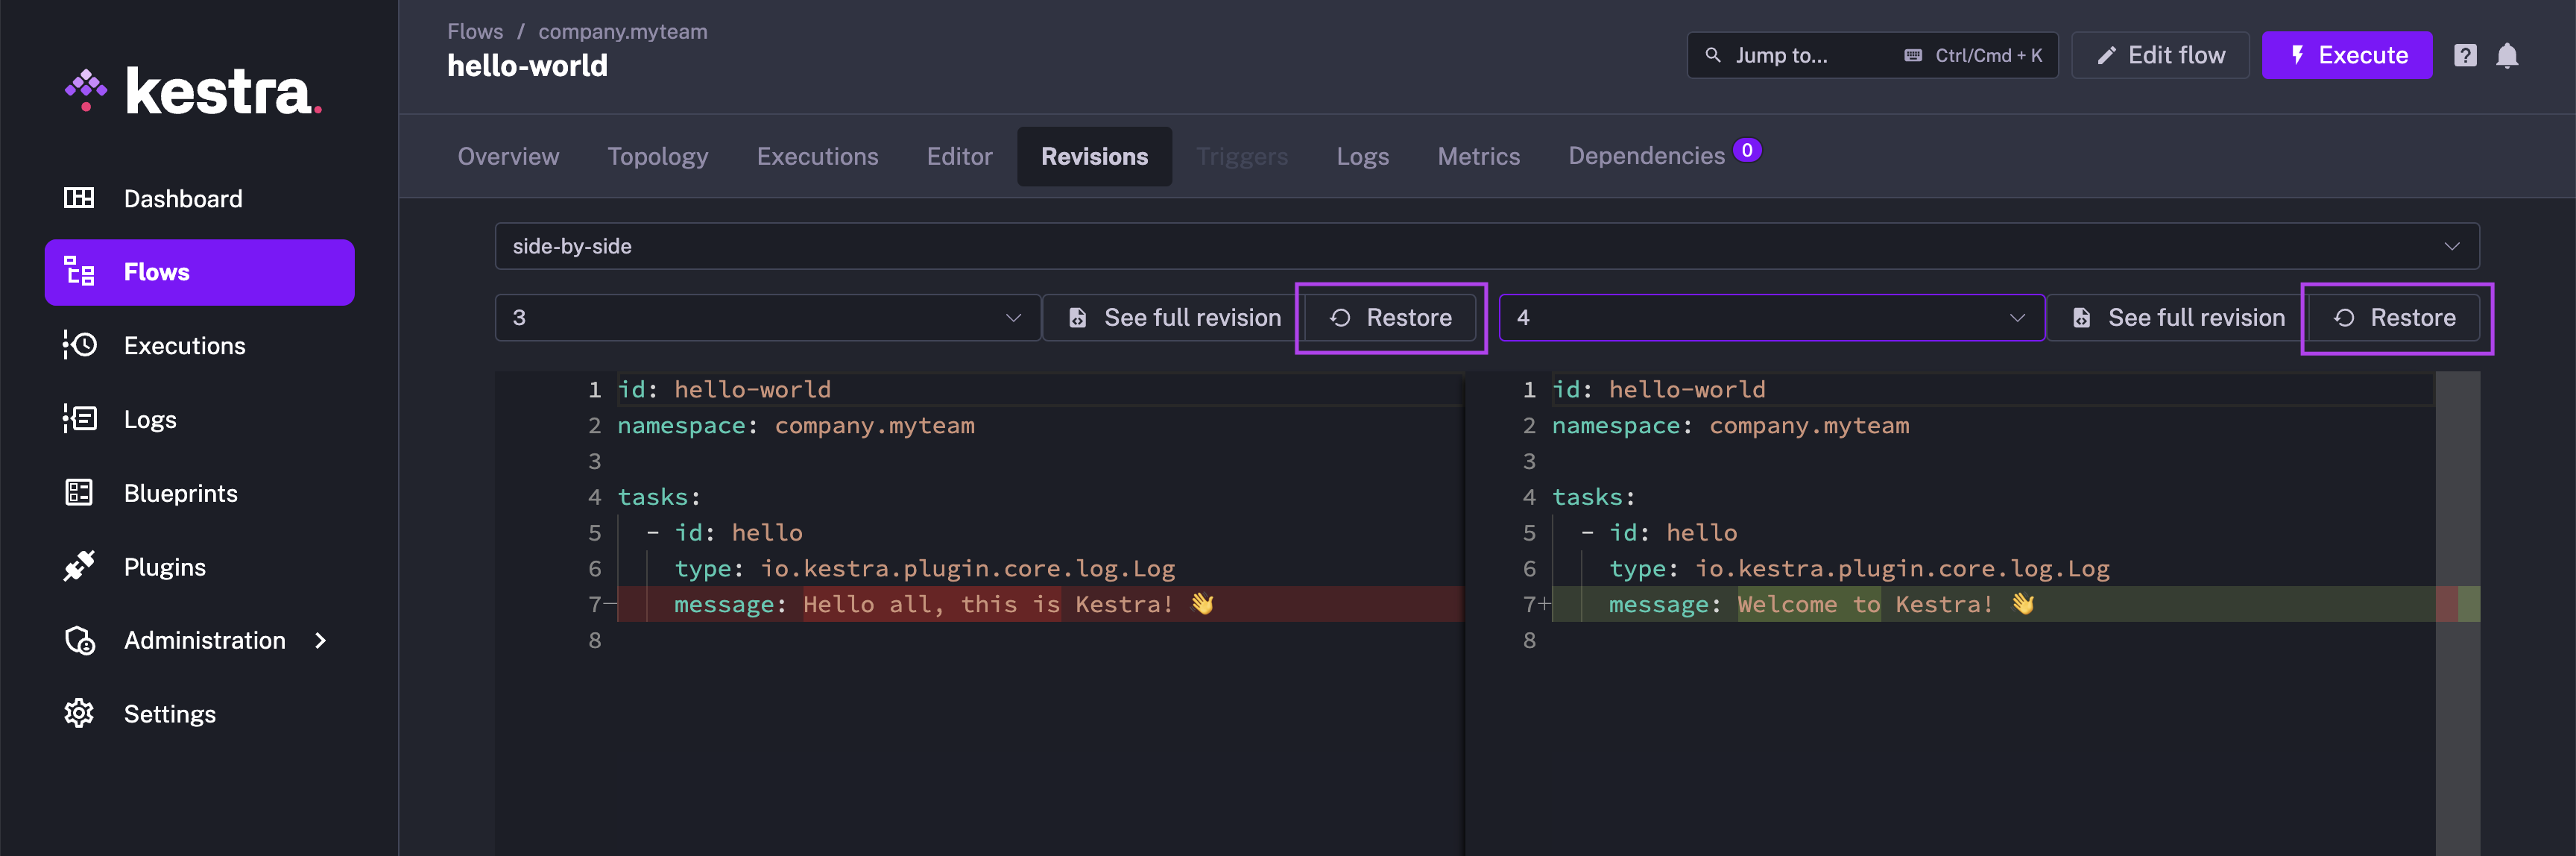 kestra.
Dashboard
Flows
Executions
Logs
Blueprints
Plugins
Administration
Settings
Flows / company.myteam
hello-world
Jump to... Ctrl/Cmd + K Edit flow Execute ?
Overview Topology Executions Editor Revisions Triggers Logs Metrics Dependencies 0
side-by-side
3 See full revision Restore 4 See full revision Restore
1 id: hello-world
2 namespace: company.myteam
3
4 tasks:
5 - id: hello
6 type: io.kestra.plugin.core.log.Log
7- message: Hello all, this is Kestra! 👋
8
1 id: hello-world
2 namespace: company.myteam
3
4 tasks:
5 - id: hello
6 type: io.kestra.plugin.core.log.Log
7+ message: Welcome to Kestra! 👋
8